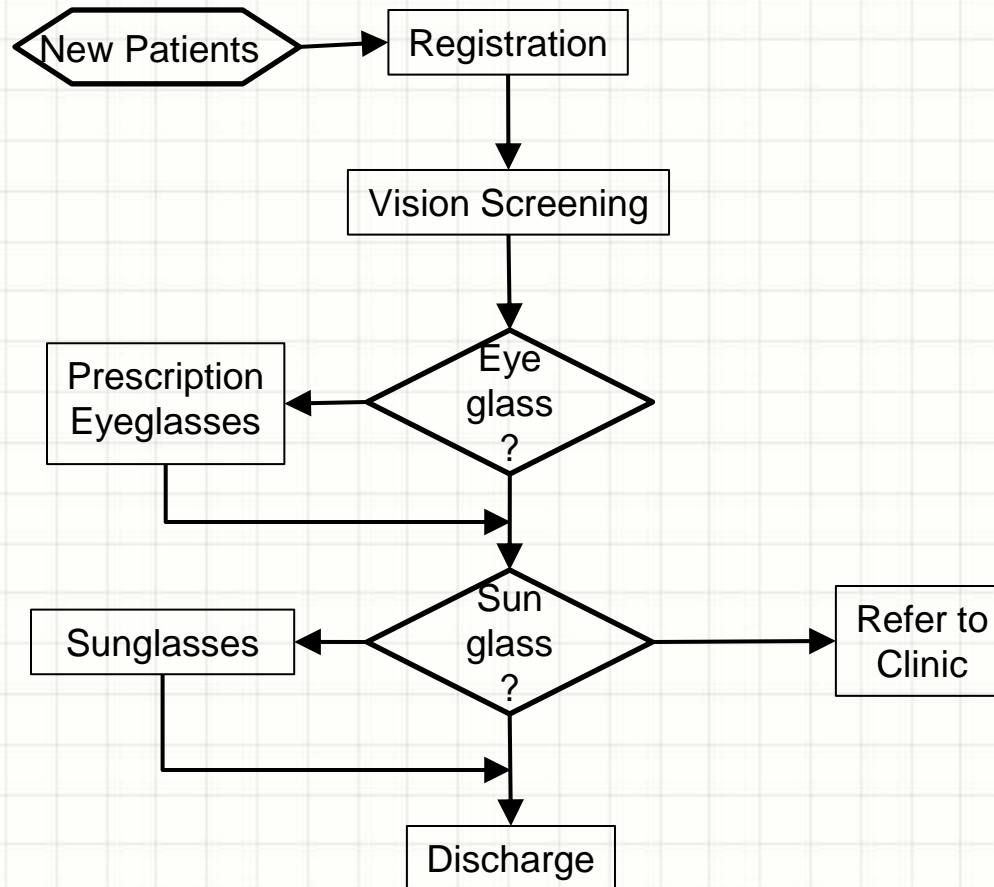 New Patients
Registration
Vision Screening
Eye
glass
?
Prescription
Eyeglasses
Sun
glass
?
Sunglasses
Refer to
Clinic
Discharge